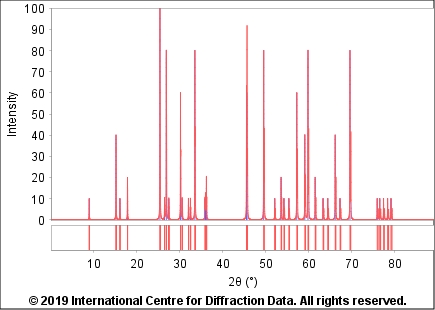 100
90
80
70
60
50
40
30
20
10
0
Intensity
10 20 30 40 50 60 70 80
2θ (°)
© 2019 International Centre for Diffraction Data. All rights reserved.